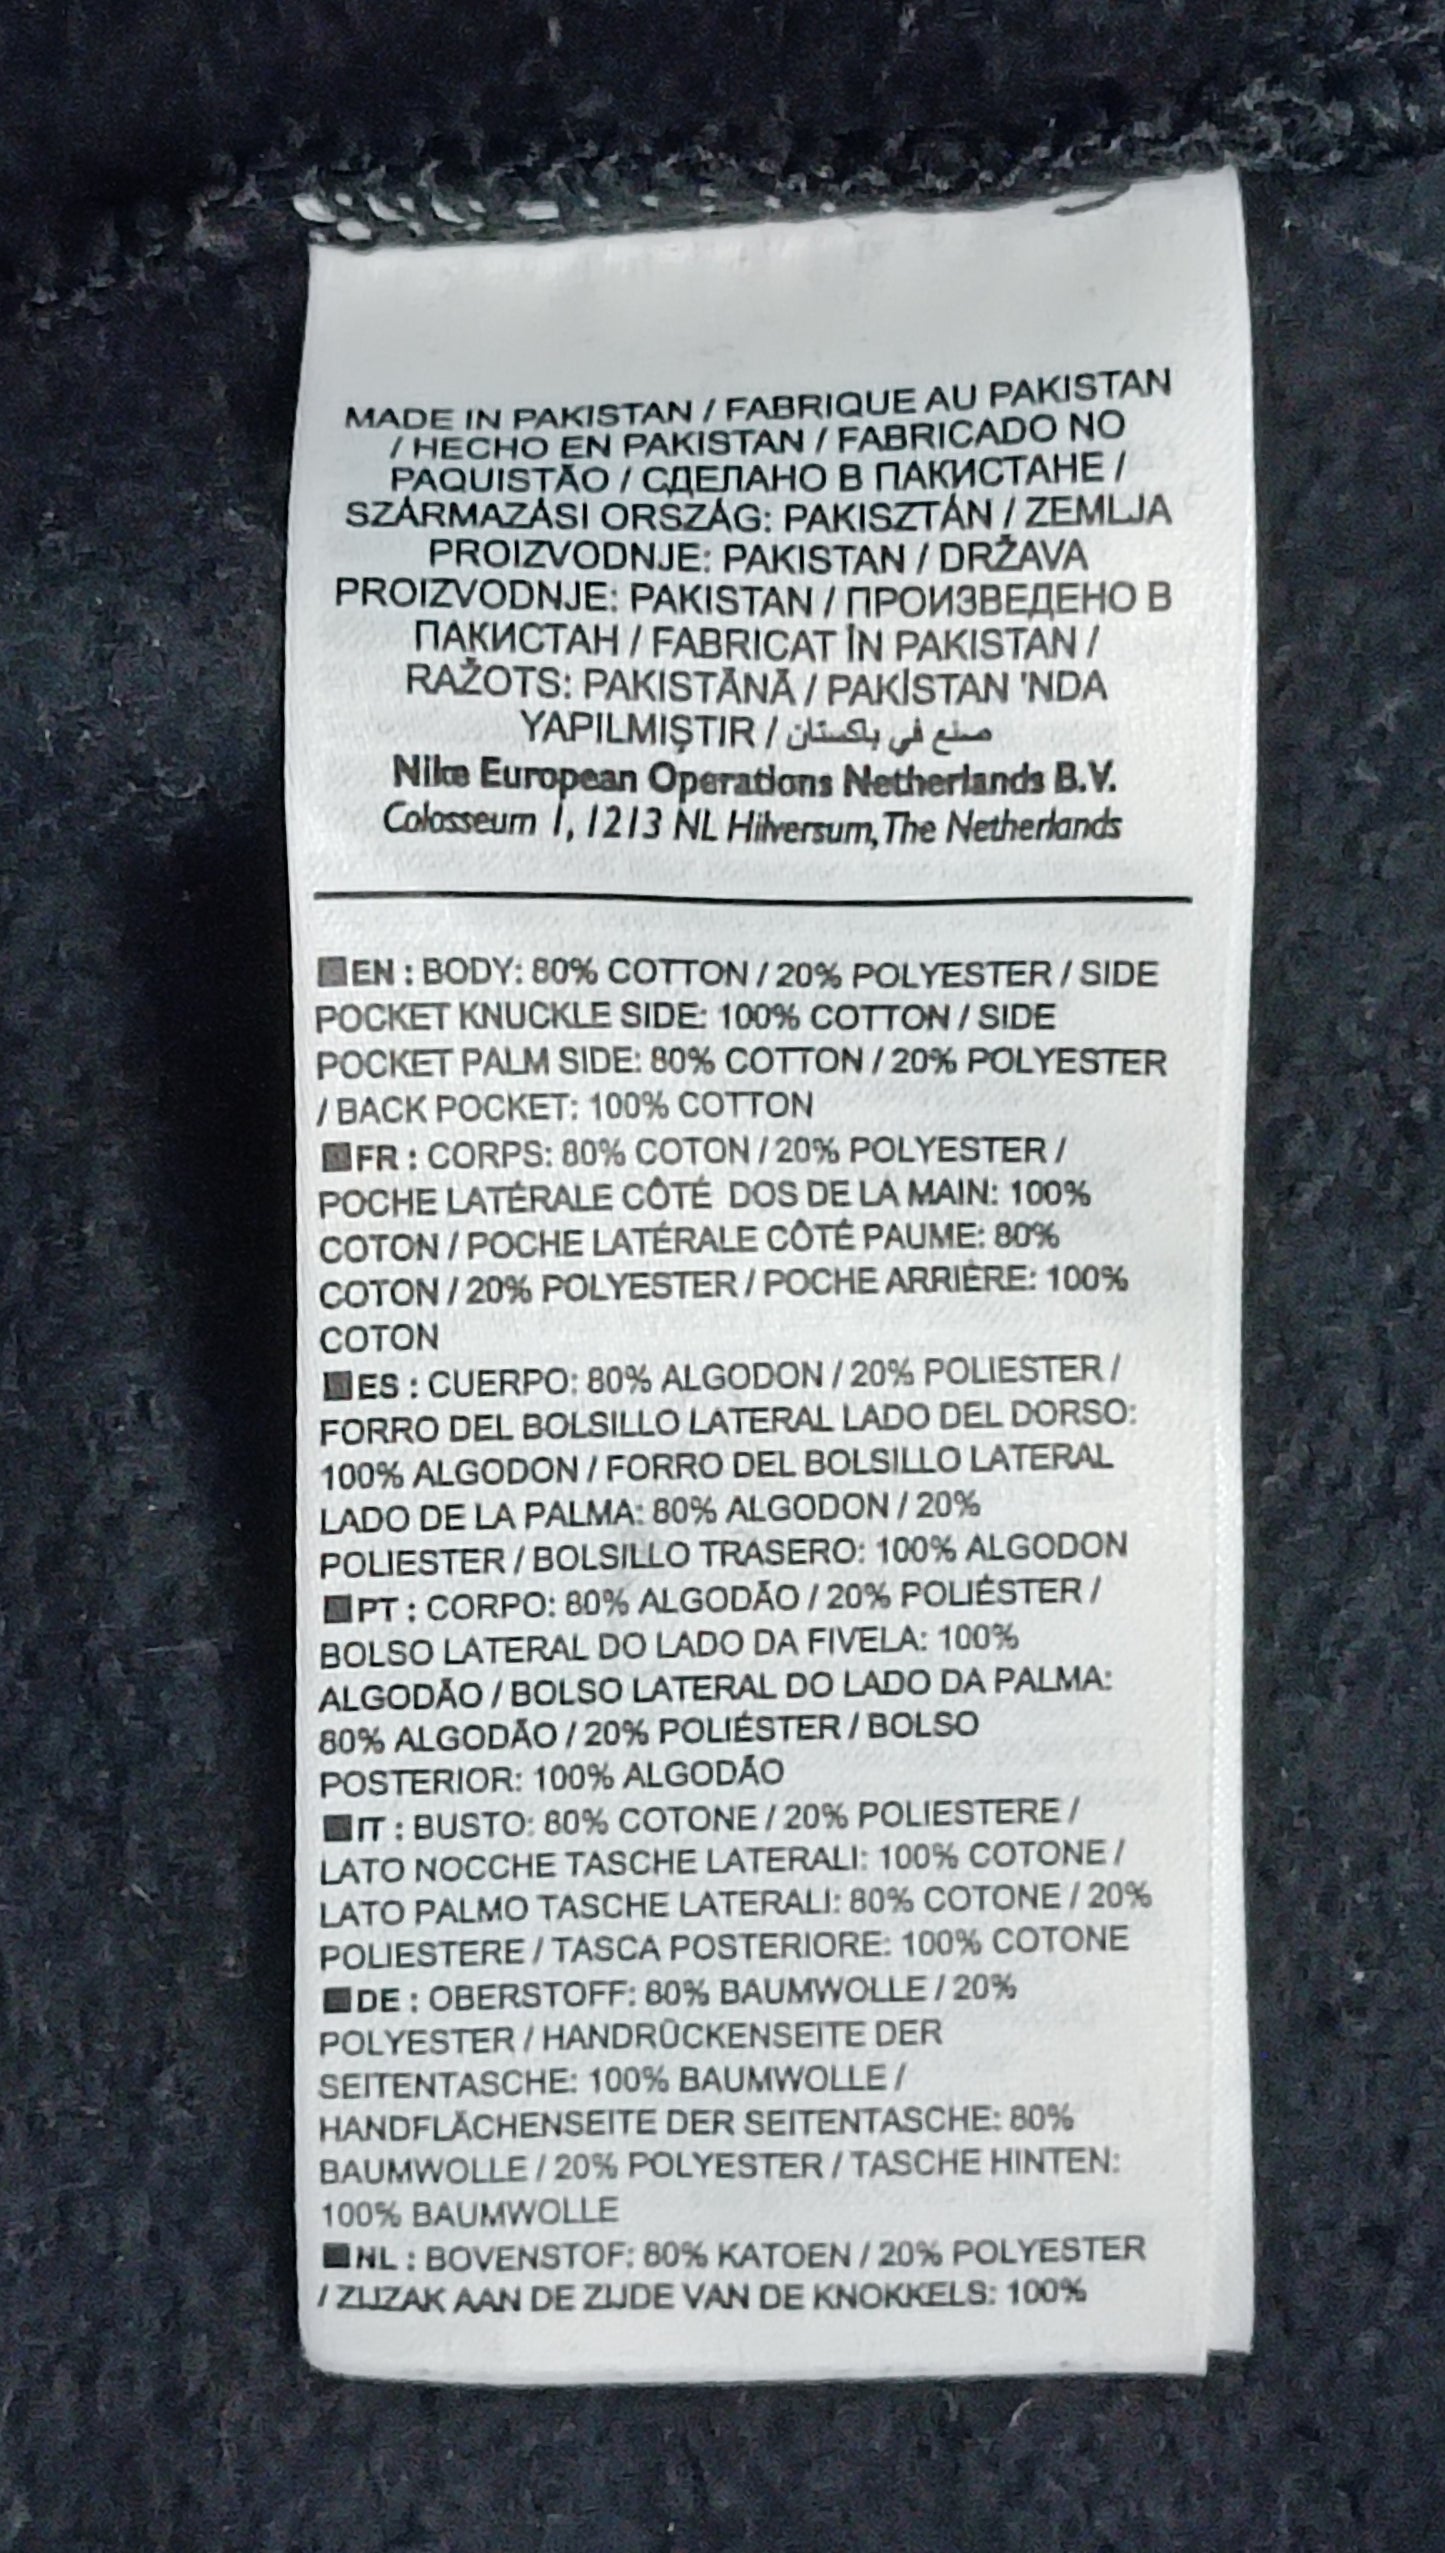 MADE IN PAKISTAN / FABRIQUE AU PAKISTAN
/ HECHO EN PAKISTAN / FABRICADO NO
PAQUISTÃO / СДЕЛАНО В ПАКИСТАНЕ /
SZÁRMAZÁSI ORSZÁG: PAKISZTÁN / ZEMLJA
PROIZVODNJE: PAKISTAN / DRŽAVA
PROIZVODNJE: PAKISTAN / ПРОИЗВЕДЕНО В
ПАКИСТАН / FABRICAT ÎN PAKISTAN /
RAŽOTS: PAKISTĀNĀ / PAKİSTAN 'NDA
YAPILMIŞTIR / صنع في باكستان
Nike European Operations Netherlands B.V.
Colosseum 1, 1213 NL Hilversum, The Netherlands
EN : BODY: 80% COTTON / 20% POLYESTER / SIDE
POCKET KNUCKLE SIDE: 100% COTTON / SIDE
POCKET PALM SIDE: 80% COTTON / 20% POLYESTER
/ BACK POCKET: 100% COTTON
FR : CORPS: 80% COTON / 20% POLYESTER /
POCHE LATÉRALE CÔTÉ DOS DE LA MAIN: 100%
COTON / POCHE LATÉRALE CÔTÉ PAUME: 80%
COTON / 20% POLYESTER / POCHE ARRIÈRE: 100%
COTON
ES : CUERPO: 80% ALGODON / 20% POLIESTER /
FORRO DEL BOLSILLO LATERAL LADO DEL DORSO:
100% ALGODON / FORRO DEL BOLSILLO LATERAL
LADO DE LA PALMA: 80% ALGODON / 20%
POLIESTER / BOLSILLO TRASERO: 100% ALGODON
PT : CORPO: 80% ALGODÃO / 20% POLIÉSTER /
BOLSO LATERAL DO LADO DA FIVELA: 100%
ALGODÃO / BOLSO LATERAL DO LADO DA PALMA:
80% ALGODÃO / 20% POLIÉSTER / BOLSO
POSTERIOR: 100% ALGODÃO
IT : BUSTO: 80% COTONE / 20% POLIESTERE /
LATO NOCCHE TASCHE LATERALI: 100% COTONE /
LATO PALMO TASCHE LATERALI: 80% COTONE / 20%
POLIESTERE / TASCA POSTERIORE: 100% COTONE
DE : OBERSTOFF: 80% BAUMWOLLE / 20%
POLYESTER / HANDRÜCKENSEITE DER
SEITENTASCHE: 100% BAUMWOLLE /
HANDFLÄCHENSEITE DER SEITENTASCHE: 80%
BAUMWOLLE / 20% POLYESTER / TASCHE HINTEN:
100% BAUMWOLLE
NL : BOVENSTOF: 80% KATOEN / 20% POLYESTER
/ ZIJZAK AAN DE ZIJDE VAN DE KNOKKELS: 100%